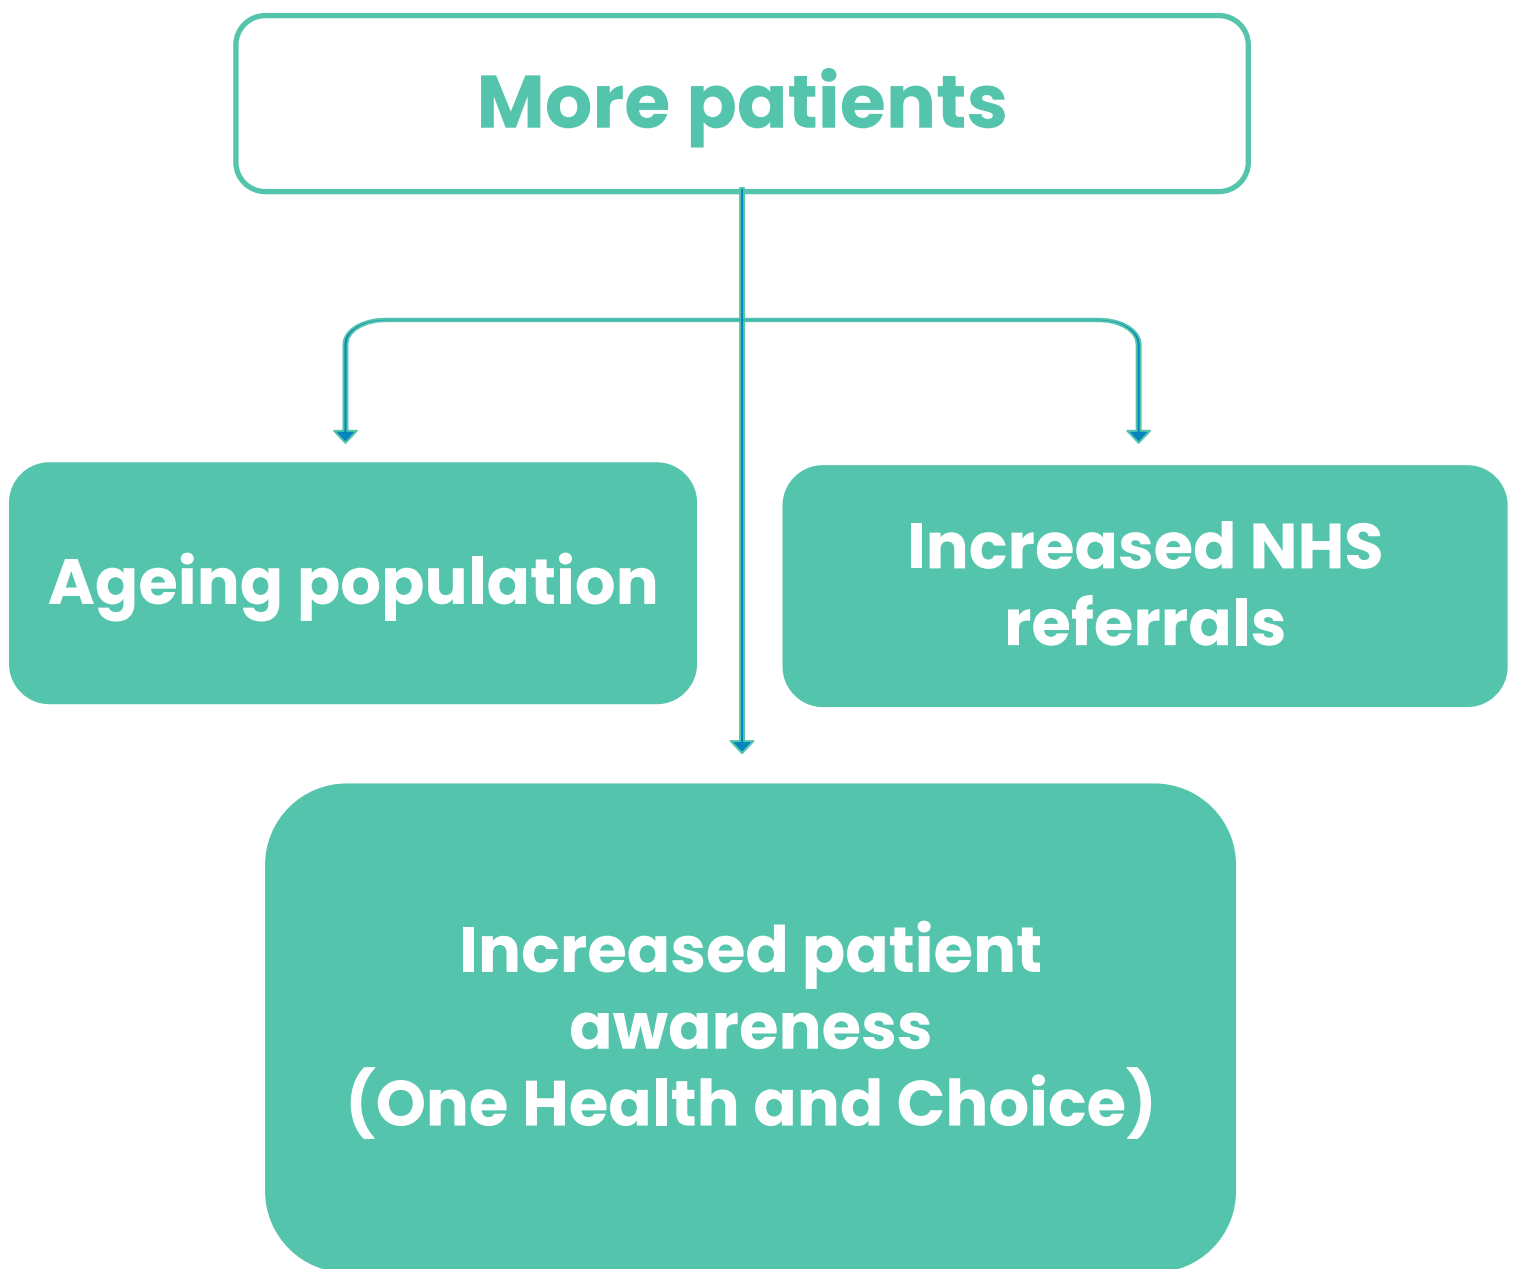 More patients
Ageing population
Increased NHS
referrals
Increased patient
awareness
(One Health and Choice)